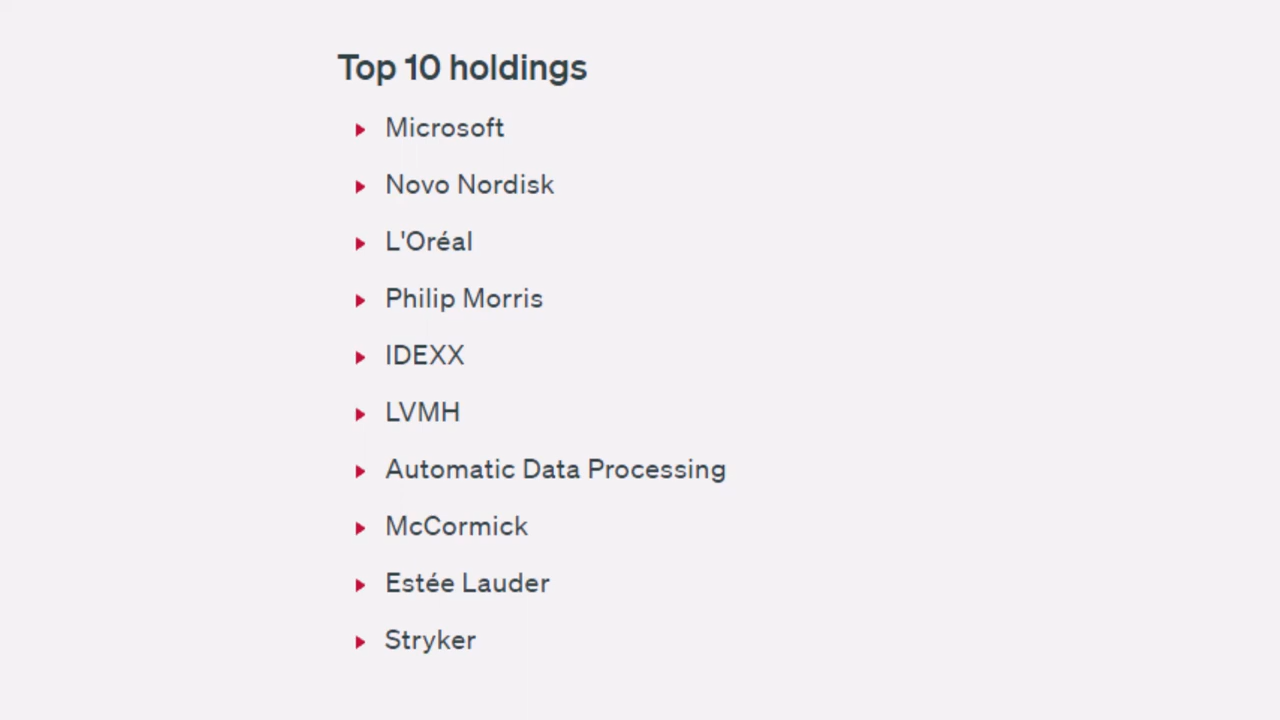 Top 10 holdings
Microsoft
Novo Nordisk
L'Oréal
Philip Morris
IDEXX
LVMH
Automatic Data Processing
McCormick
Estée Lauder
Stryker